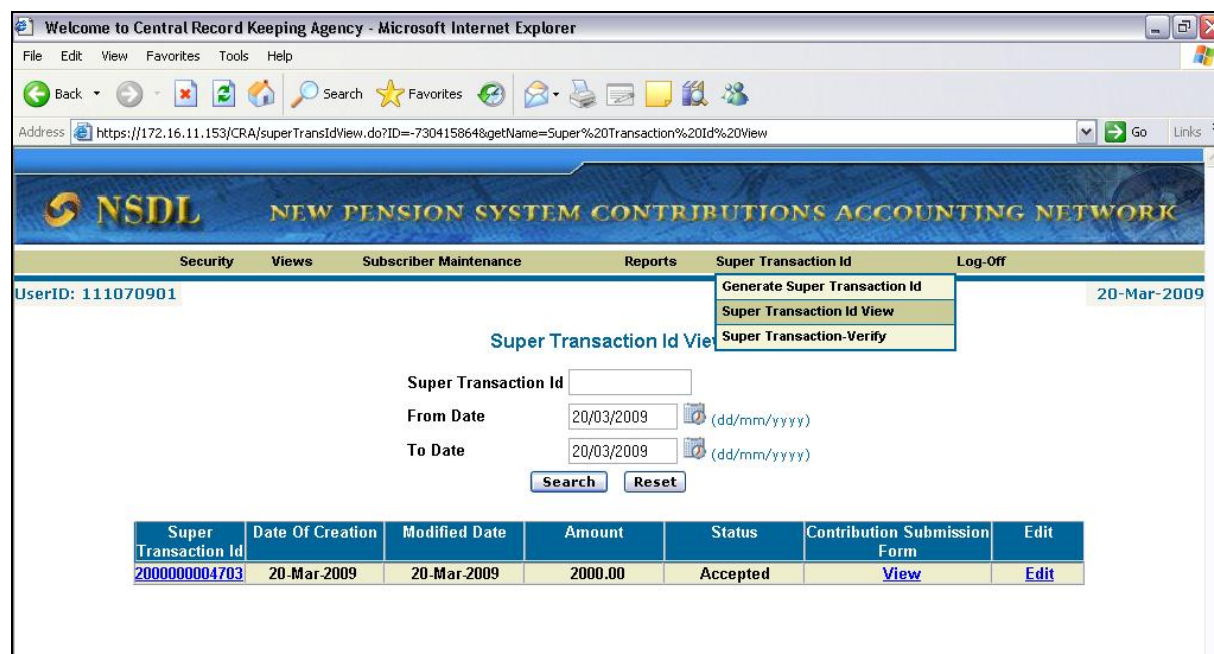 Welcome to Central Record Keeping Agency - Microsoft Internet Explorer
File Edit View Favorites Tools Help
Back Search Favorites
Address https://172.16.11.153/CRA/superTransIdView.do?ID=-730415864&getName=Super%20Transaction%20Id%20View Go Links
NSDL NEW PENSION SYSTEM CONTRIBUTIONS ACCOUNTING NETWORK
Security Views Subscriber Maintenance Reports Super Transaction Id Log-Off
UserID: 111070901 Generate Super Transaction Id 20-Mar-2009
Super Transaction Id View
Super Transaction-Verify
Super Transaction Id Vie
Super Transaction Id
From Date 20/03/2009 (dd/mm/yyyy)
To Date 20/03/2009 (dd/mm/yyyy)
Search Reset
Super Transaction Id Date Of Creation Modified Date Amount Status Contribution Submission Form Edit
2000000004703 20-Mar-2009 20-Mar-2009 2000.00 Accepted View Edit